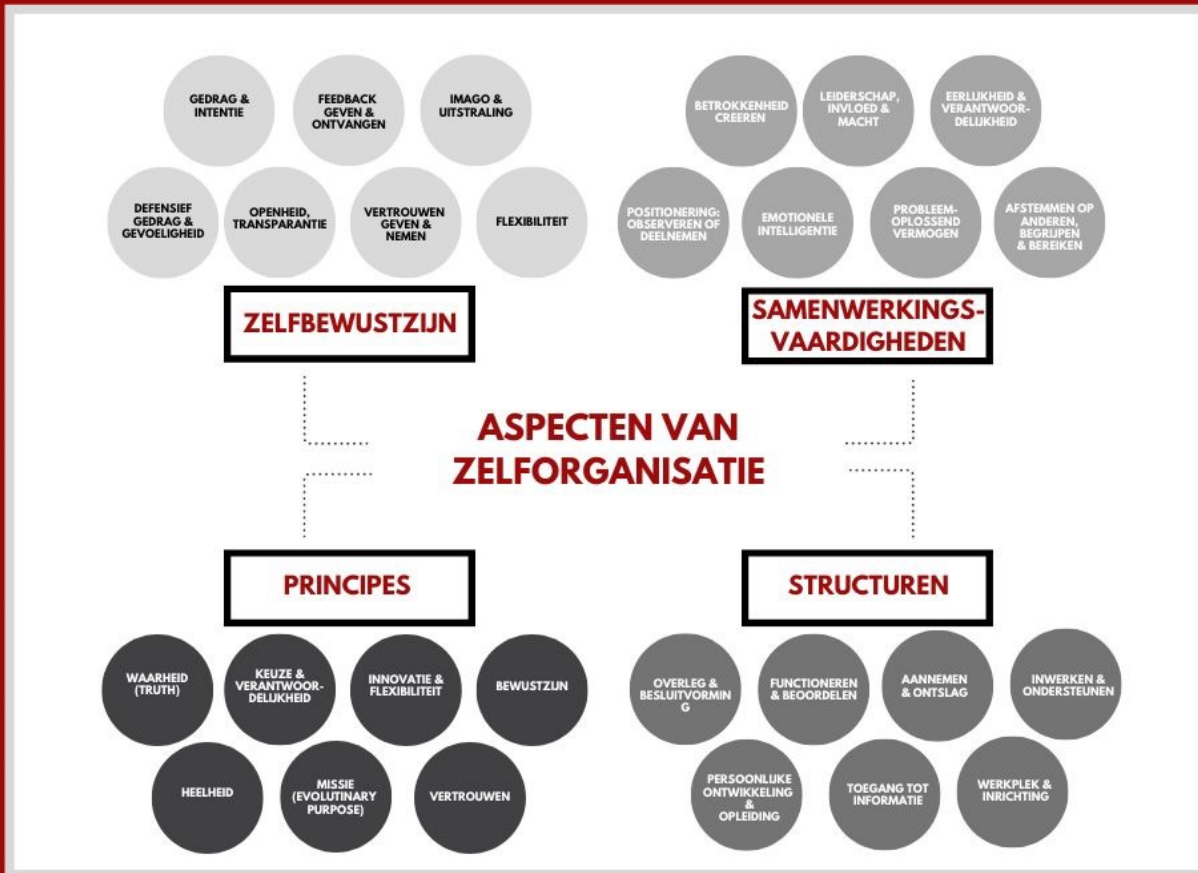 GEDRAG &
INTENTIE
FEEDBACK
GEVEN &
ONTVANGEN
IMAGO &
UITSTRALING
DEFENSIEF
GEDRAG &
GEVOELIGHEID
OPENHEID,
TRANSPARANTIE
VERTROUWEN
GEVEN &
NEMEN
FLEXIBILITEIT
ZELFBEWUSTZIJN
BETROKKENHEID
CREEREN
LEIDERSCHAP,
INVLOED &
MACHT
EERLIJKHEID &
VERANTWOOR-
DELIJKHEID
POSITIONERING:
OBSERVEREN OF
DEELNEMEN
EMOTIONELE
INTELLIGENTIE
PROBLEEM-
OPLOSSEND
VERMOGEN
AFSTEMMEN OP
ANDEREN,
BEGRIJPEN
& BEREIKEN
SAMENWERKINGS-
VAARDIGHEDEN
ASPECTEN VAN
ZELFORGANISATIE
PRINCIPES
WAARHEID
(TRUTH)
KEUZE &
VERANTWOOR-
DELIJKHEID
INNOVATIE &
FLEXIBILITEIT
BEWUSTZIJN
HEELHEID
MISSIE
(EVOLUTINARY
PURPOSE)
VERTROUWEN
STRUCTUREN
OVERLEG &
BESLUITVORMIN
G
FUNCTIONEREN
& BEOORDELEN
AANNEMEN
& ONTSLAG
INWERKEN &
ONDERSTEUNEN
PERSOONLIJKE
ONTWIKKELING
&
OPLEIDING
TOEGANG TOT
INFORMATIE
WERKPLEK &
INRICHTING